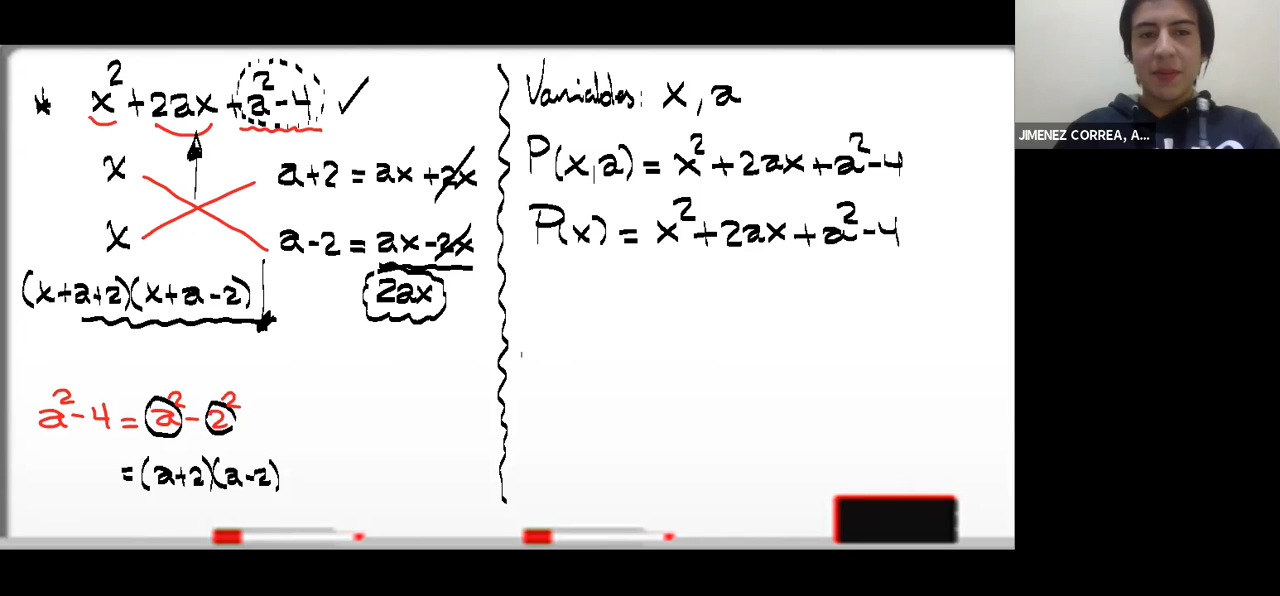 * x² + 2ax + a² - 4 ✓
x a+2 = ax + 2x
x a-2 = ax - 2x
(x+a+2)(x+a-2) 2ax
a² - 4 = a² - 2²
= (a+2)(a-2)
Variables: x, a
P(x,a) = x² + 2ax + a² - 4
P(x) = x² + 2ax + a² - 4
JIMENEZ CORREA, A...